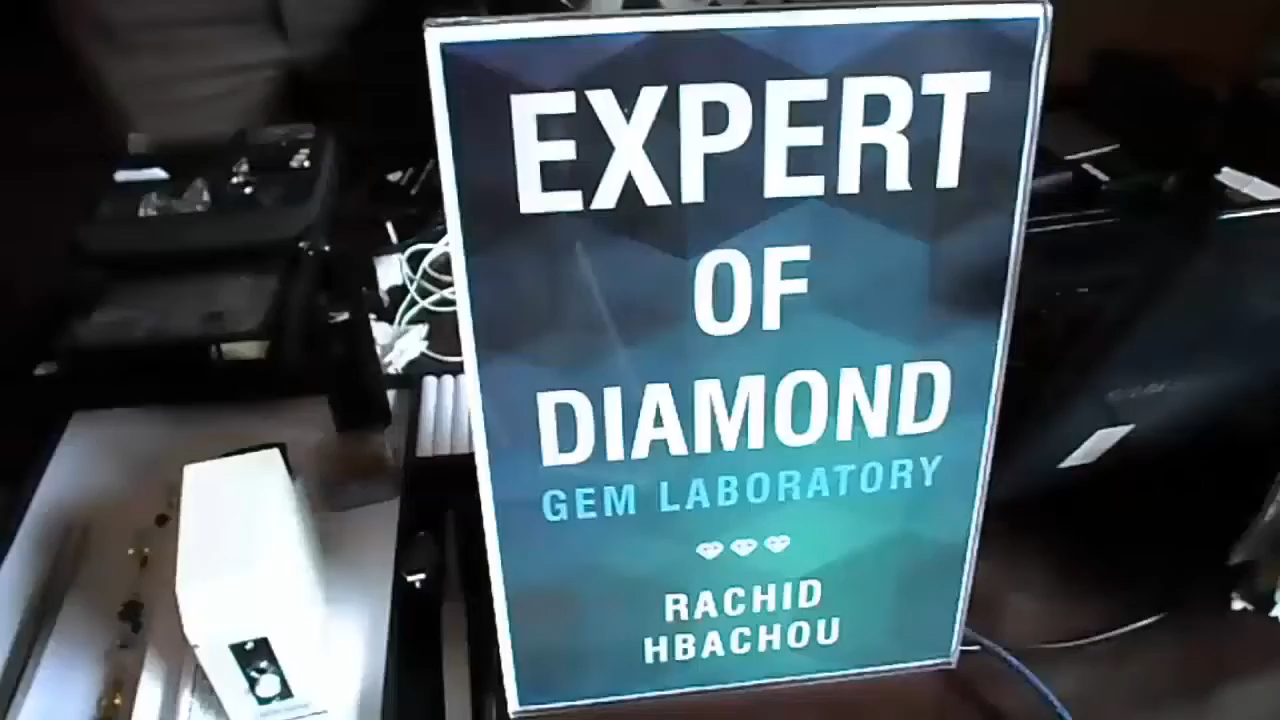 EXPERT
OF
DIAMOND
GEM LABORATORY
RACHID
HBACHOU